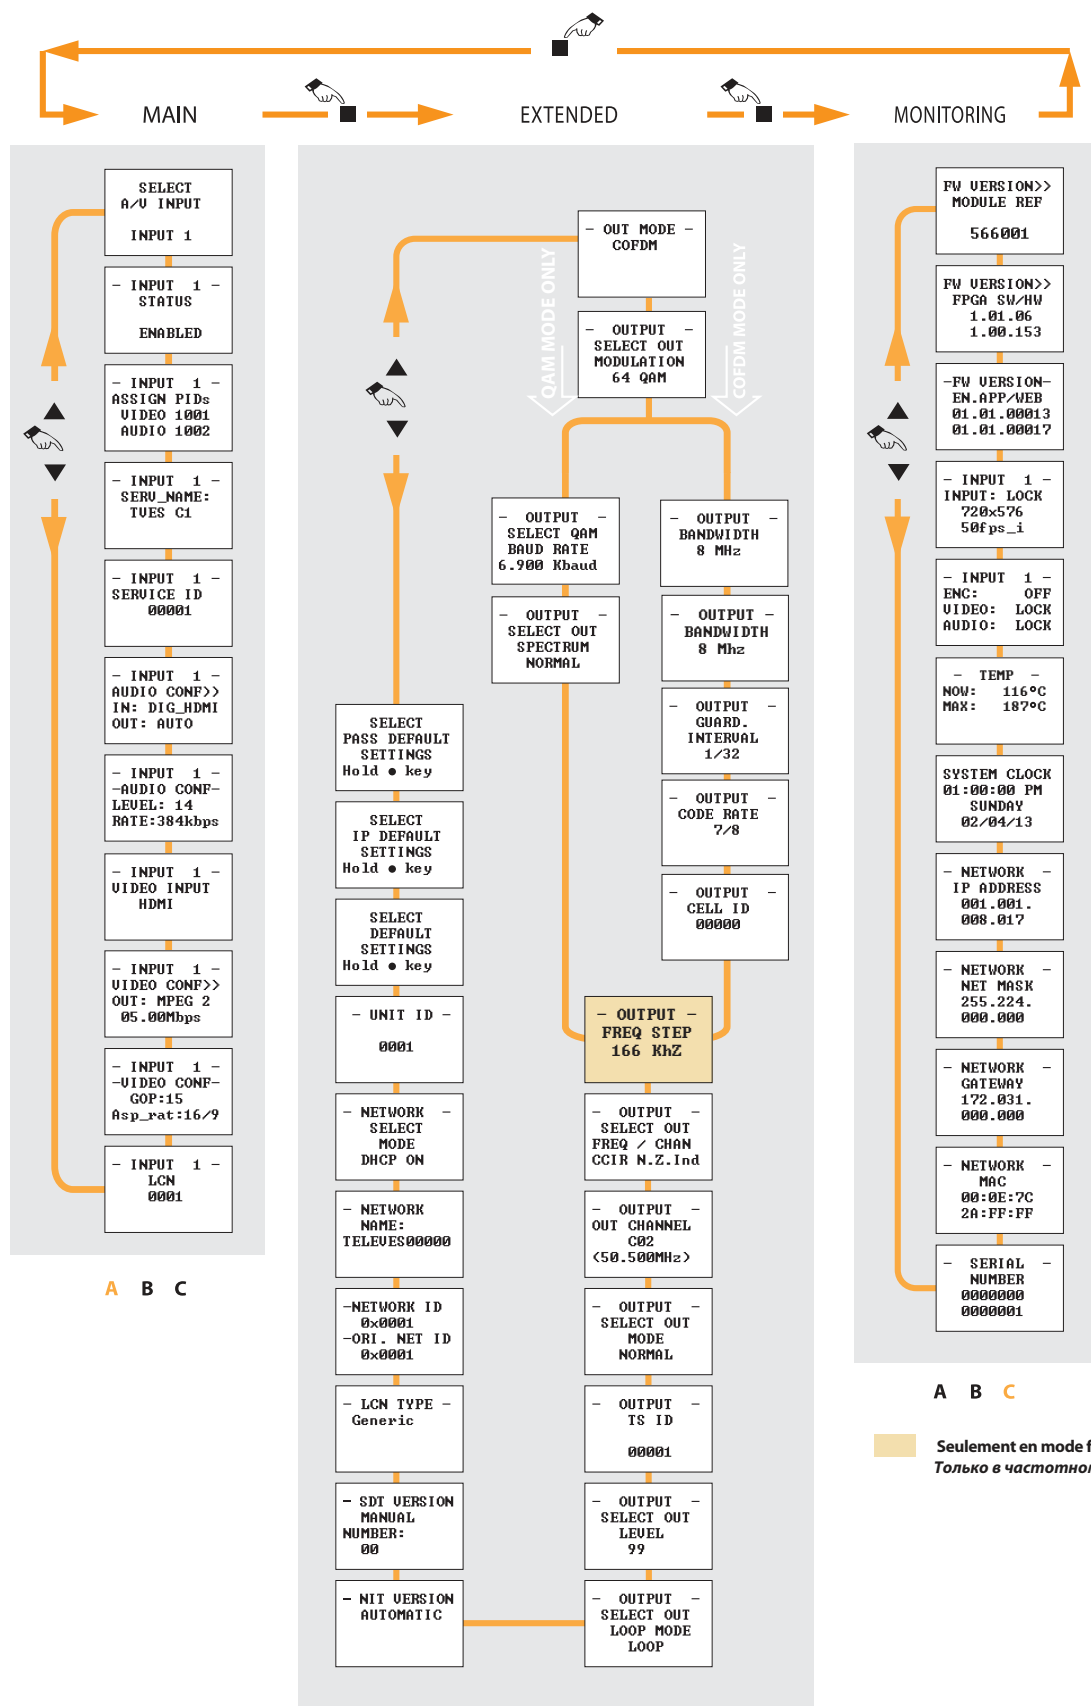 MAIN
EXTENDED
MONITORING
SELECT
A/V INPUT
INPUT 1
- INPUT 1 -
STATUS
ENABLED
- INPUT 1 -
ASSIGN PIDs
VIDEO 1001
AUDIO 1002
- INPUT 1 -
SERV_NAME:
TVES C1
- INPUT 1 -
SERVICE ID
00001
- INPUT 1 -
AUDIO CONF>>
IN: DIG_HDMI
OUT: AUTO
- INPUT 1 -
-AUDIO CONF-
LEVEL: 14
RATE:384kbps
- INPUT 1 -
VIDEO INPUT
HDMI
- INPUT 1 -
VIDEO CONF>>
OUT: MPEG 2
05.00Mbps
- INPUT 1 -
-VIDEO CONF-
GOP:15
Asp_rat:16/9
- INPUT 1 -
LCN
0001
A B C
- OUT MODE -
COFDM
- OUTPUT -
SELECT OUT
MODULATION
64 QAM
QAM MODE ONLY
COFDM MODE ONLY
- OUTPUT -
SELECT QAM
BAUD RATE
6.900 Kbaud
- OUTPUT -
SELECT OUT
SPECTRUM
NORMAL
- OUTPUT -
BANDWIDTH
8 MHz
- OUTPUT -
BANDWIDTH
8 Mhz
- OUTPUT -
GUARD.
INTERVAL
1/32
- OUTPUT -
CODE RATE
7/8
- OUTPUT -
CELL ID
00000
- OUTPUT -
FREQ STEP
166 KhZ
- OUTPUT -
SELECT OUT
FREQ / CHAN
CCIR N.Z.Ind
- OUTPUT -
OUT CHANNEL
C02
(50.500MHz)
- OUTPUT -
SELECT OUT
MODE
NORMAL
- OUTPUT -
TS ID
00001
- OUTPUT -
SELECT OUT
LEVEL
99
- OUTPUT -
SELECT OUT
LOOP MODE
LOOP
SELECT
PASS DEFAULT
SETTINGS
Hold ● key
SELECT
IP DEFAULT
SETTINGS
Hold ● key
SELECT
DEFAULT
SETTINGS
Hold ● key
- UNIT ID -
0001
- NETWORK -
SELECT
MODE
DHCP ON
- NETWORK
NAME:
TELEVES00000
-NETWORK ID
0x0001
-ORI. NET ID
0x0001
- LCN TYPE -
Generic
- SDT VERSION
MANUAL
NUMBER:
00
- NIT VERSION
AUTOMATIC
FW VERSION>>
MODULE REF
566001
FW VERSION>>
FPGA SW/HW
1.01.06
1.00.153
-FW VERSION-
EN.APP/WEB
01.01.00013
01.01.00017
- INPUT 1 -
INPUT: LOCK
720x576
50fps_i
- INPUT 1 -
ENC: OFF
VIDEO: LOCK
AUDIO: LOCK
- TEMP -
NOW: 116ºC
MAX: 187ºC
SYSTEM CLOCK
01:00:00 PM
SUNDAY
02/04/13
- NETWORK -
IP ADDRESS
001.001.
008.017
- NETWORK -
NET MASK
255.224.
000.000
- NETWORK -
GATEWAY
172.031.
000.000
- NETWORK -
MAC
00:0E:7C
2A:FF:FF
- SERIAL -
NUMBER
0000000
0000001
A B C
Seulement en mode f
Только в частотном